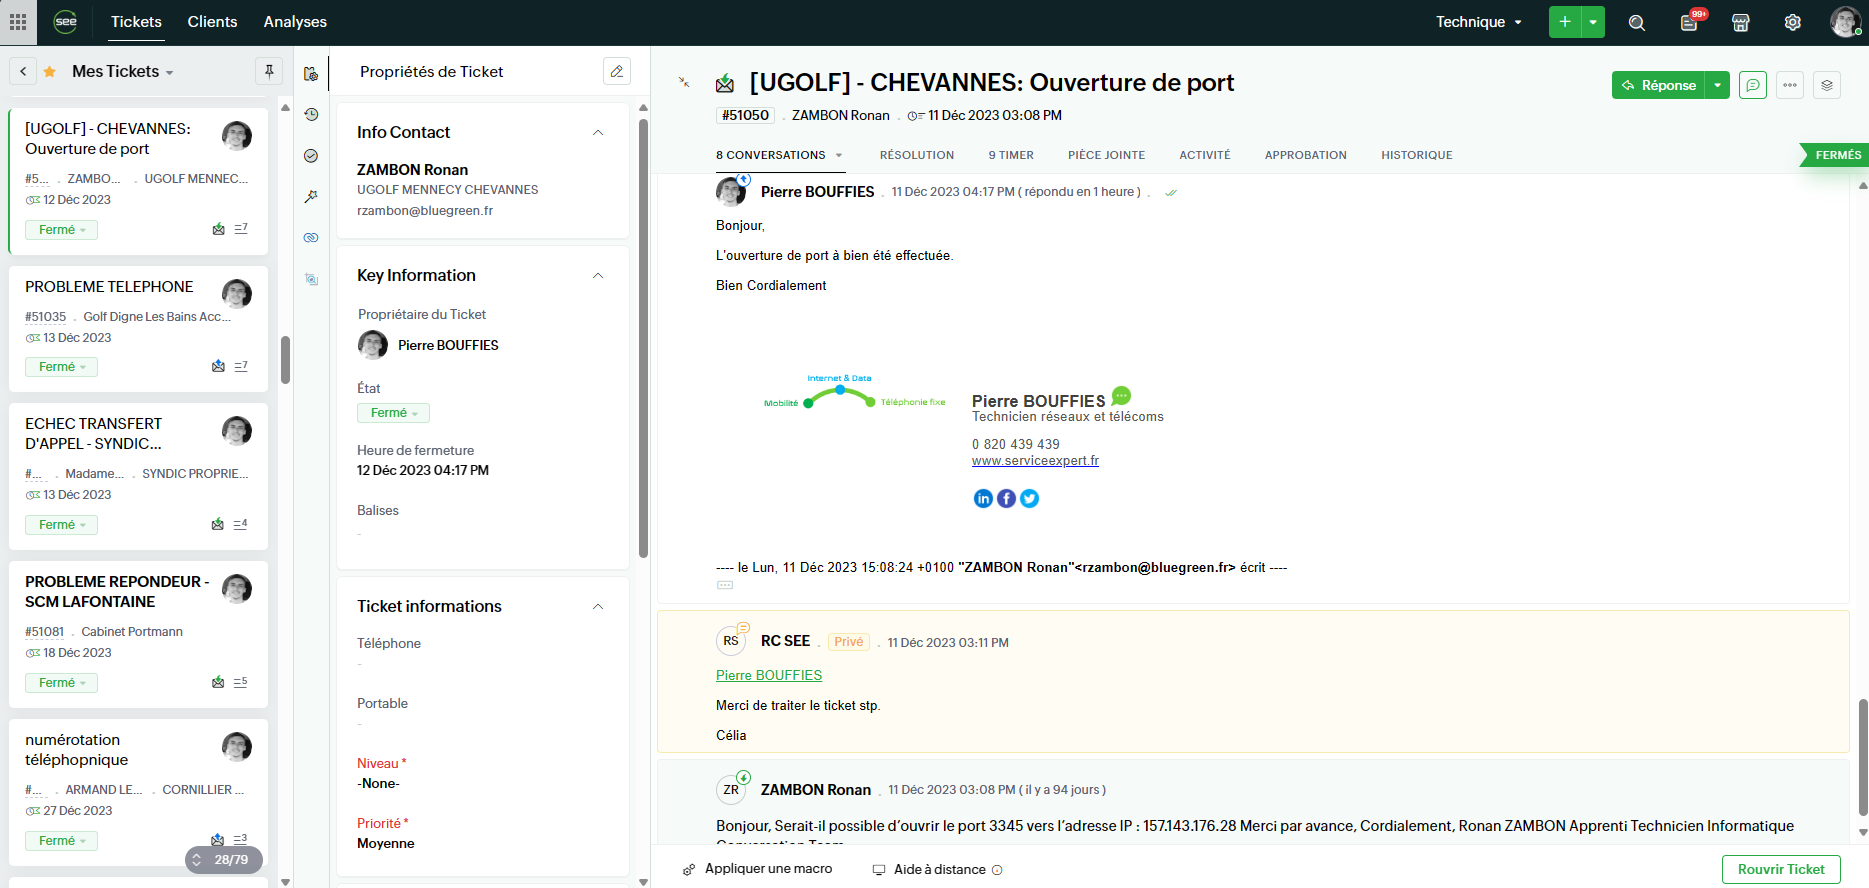 see
Tickets
Clients
Analyses
Technique
99+
Mes Tickets
[UGOLF] - CHEVANNES:
Ouverture de port
#5... . ZAMBO... . UGOLF MENNEC...
12 Déc 2023
Fermé
7
PROBLEME TELEPHONE
#51035 . Golf Digne Les Bains Acc...
13 Déc 2023
Fermé
7
ECHEC TRANSFERT
D'APPEL - SYNDIC...
#... . Madame... . SYNDIC PROPRIE...
13 Déc 2023
Fermé
4
PROBLEME REPONDEUR -
SCM LAFONTAINE
#51081 . Cabinet Portmann
18 Déc 2023
Fermé
5
numérotation
téléphopnique
#... . ARMAND LE... . CORNILLIER ...
27 Déc 2023
Fermé
3
28/79
Propriétés de Ticket
Info Contact
ZAMBON Ronan
UGOLF MENNECY CHEVANNES
rzambon@bluegreen.fr
Key Information
Propriétaire du Ticket
Pierre BOUFFIES
État
Fermé
Heure de fermeture
12 Déc 2023 04:17 PM
Balises
-
Ticket informations
Téléphone
-
Portable
-
Niveau *
-None-
Priorité *
Moyenne
[UGOLF] - CHEVANNES: Ouverture de port
#51050 . ZAMBON Ronan . 11 Déc 2023 03:08 PM
Réponse
8 CONVERSATIONS
RÉSOLUTION
9 TIMER
PIÈCE JOINTE
ACTIVITÉ
APPROBATION
HISTORIQUE
FERMÉS
Pierre BOUFFIES . 11 Déc 2023 04:17 PM ( répondu en 1 heure ) .
Bonjour,
L'ouverture de port à bien été effectuée.
Bien Cordialement
Internet & Data
Mobilité
Téléphonie fixe
Pierre BOUFFIES
Technicien réseaux et télécoms
0 820 439 439
www.serviceexpert.fr
in f
---- le Lun, 11 Déc 2023 15:08:24 +0100 "ZAMBON Ronan"<rzambon@bluegreen.fr> écrit ----
RS
RC SEE . Privé . 11 Déc 2023 03:11 PM
Pierre BOUFFIES
Merci de traiter le ticket stp.
Célia
ZR
ZAMBON Ronan . 11 Déc 2023 03:08 PM ( il y a 94 jours )
Bonjour, Serait-il possible d’ouvrir le port 3345 vers l’adresse IP : 157.143.176.28 Merci par avance, Cordialement, Ronan ZAMBON Apprenti Technicien Informatique
Conversation Team
Appliquer une macro
Aide à distance
Rouvrir Ticket